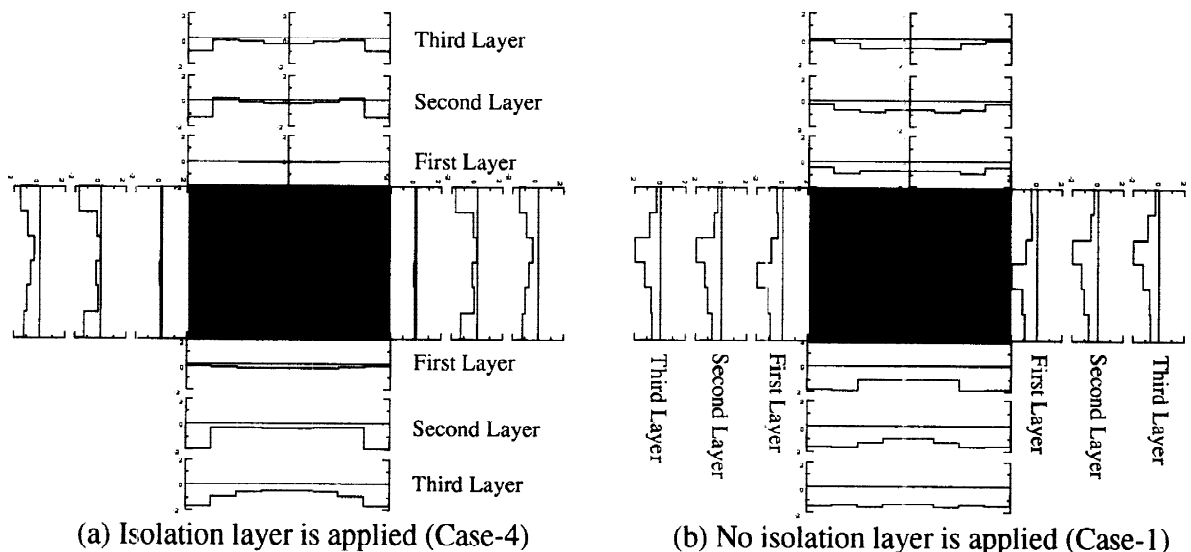 Third Layer
Second Layer
First Layer
First Layer
Second Layer
Third Layer
(a) Isolation layer is applied (Case-4)
Third Layer
Second Layer
First Layer
First Layer
Second Layer
Third Layer
(b) No isolation layer is applied (Case-1)